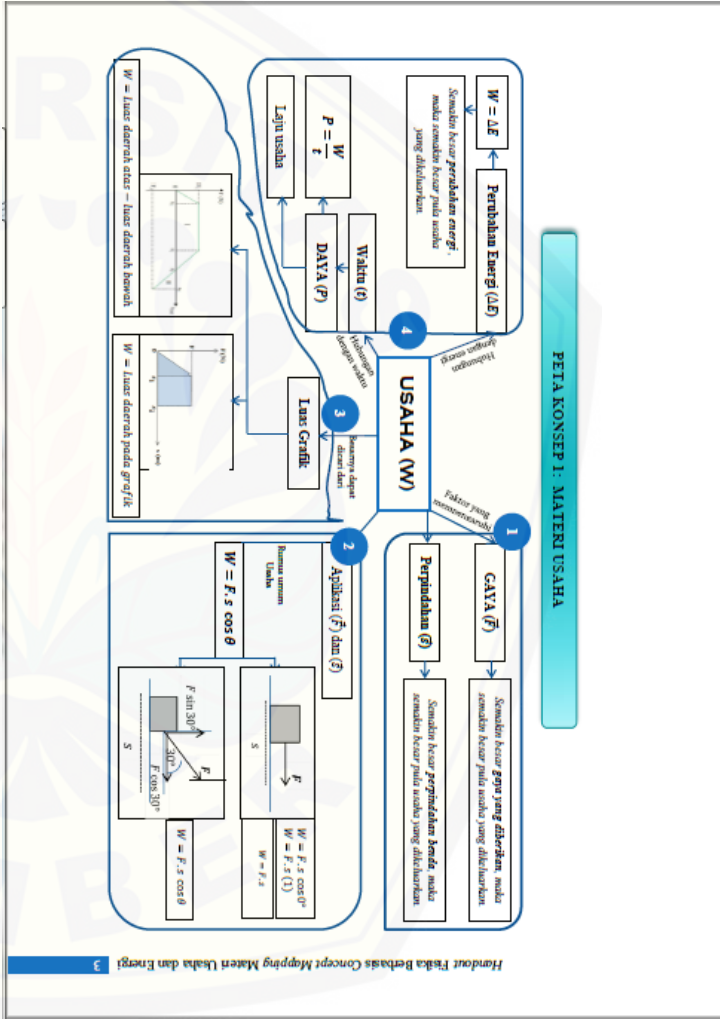 PETA KONSEP 1: MATERI USAHA
USAHA (W)
1
Faktor yang
mempengaruhi
GAYA (F⃗)
Semakin besar gaya yang diberikan, maka
semakin besar pula usaha yang dikeluarkan.
Perpindahan (s⃗)
Semakin besar perpindahan benda, maka
semakin besar pula usaha yang dikeluarkan.
2
Aplikasi (F⃗) dan (s⃗)
Rumus umum
Usaha
W = F.s cos θ
F
s
W = F.s cos0°
W = F.s (1)
W = F.s
F sin 30°
F
30°
F cos 30°
s
W = F.s cosθ
3
Besarnya dapat
dicari dari
Luas Grafik
W = Luas daerah pada grafik
W = Luas daerah atas – luas daerah bawah
4
Hubungan
dengan energi
Perubahan Energi (ΔE)
W = ΔE
Semakin besar perubahan energi,
maka semakin besar pula usaha
yang dikeluarkan.
Hubungan
dengan waktu
Waktu (t)
DAYA (P)
P = W/t
Laju usaha
Handout Fisika Berbasis Concept Mapping Materi Usaha dan Energi
3